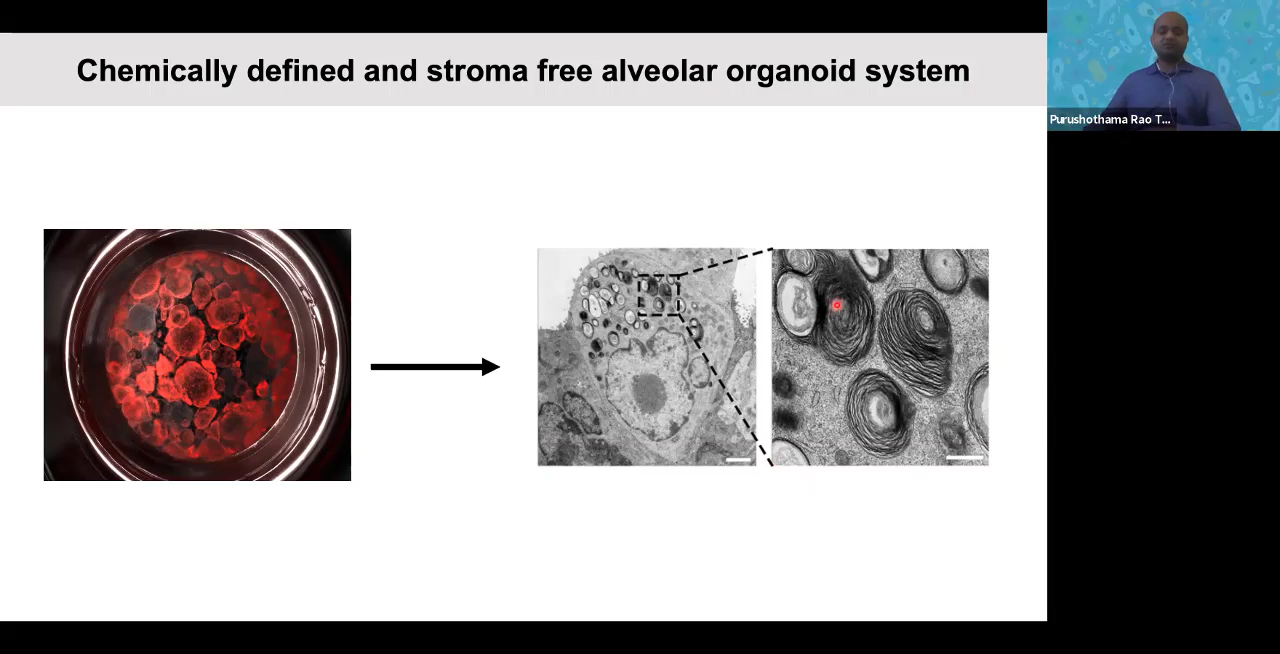 Chemically defined and stroma free alveolar organoid system
Purushothama Rao T...